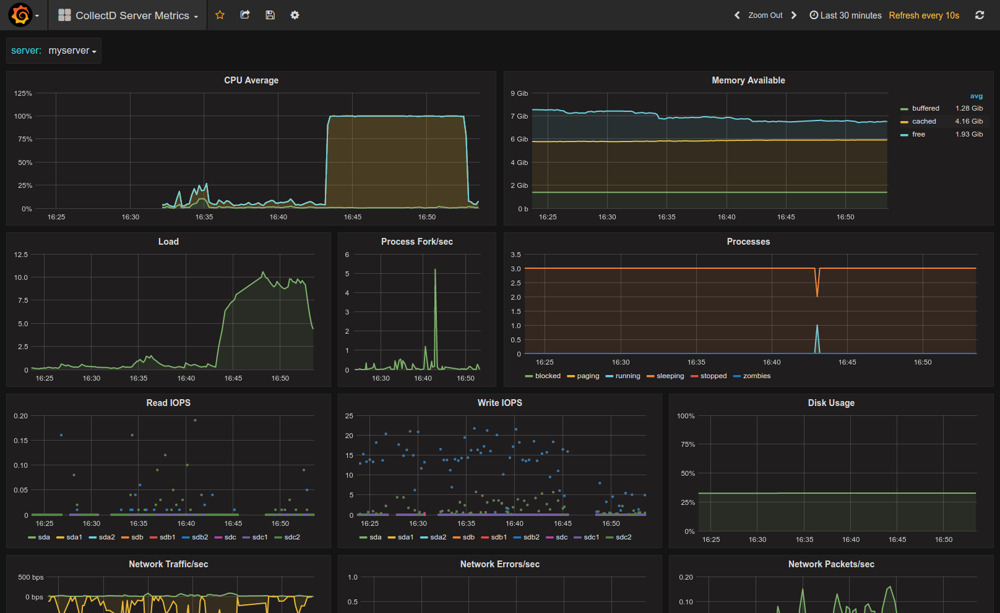 CollectD Server Metrics
Zoom Out
Last 30 minutes
Refresh every 10s
server: myserver
CPU Average
125%
100%
75%
50%
25%
0%
16:25 16:30 16:35 16:40 16:45 16:50
Memory Available
9 Gib
7 Gib
6 Gib
4 Gib
2 Gib
0 b
16:25 16:30 16:35 16:40 16:45 16:50
avg
buffered 1.28 Gib
cached 4.16 Gib
free 1.93 Gib
Load
12.5
10.0
7.5
5.0
2.5
0
16:25 16:30 16:35 16:40 16:45 16:50
Process Fork/sec
6
5
4
3
2
1
0
16:30 16:40 16:50
Processes
3.5
3.0
2.5
2.0
1.5
1.0
0.5
0
16:25 16:30 16:35 16:40 16:45 16:50
blocked paging running sleeping stopped zombies
Read IOPS
0.20
0.15
0.10
0.05
0
16:25 16:30 16:35 16:40 16:45 16:50
sda sda1 sda2 sdb sdb1 sdb2 sdc sdc1 sdc2
Write IOPS
25
20
15
10
5
0
16:25 16:30 16:35 16:40 16:45 16:50
sda sda1 sda2 sdb sdb1 sdb2 sdc sdc1 sdc2
Disk Usage
100%
75%
50%
25%
0%
16:25 16:30 16:35 16:40 16:45 16:50
Network Traffic/sec
500 bps
0 bps
Network Errors/sec
1.0
0.5
Network Packets/sec
0.20
0.10